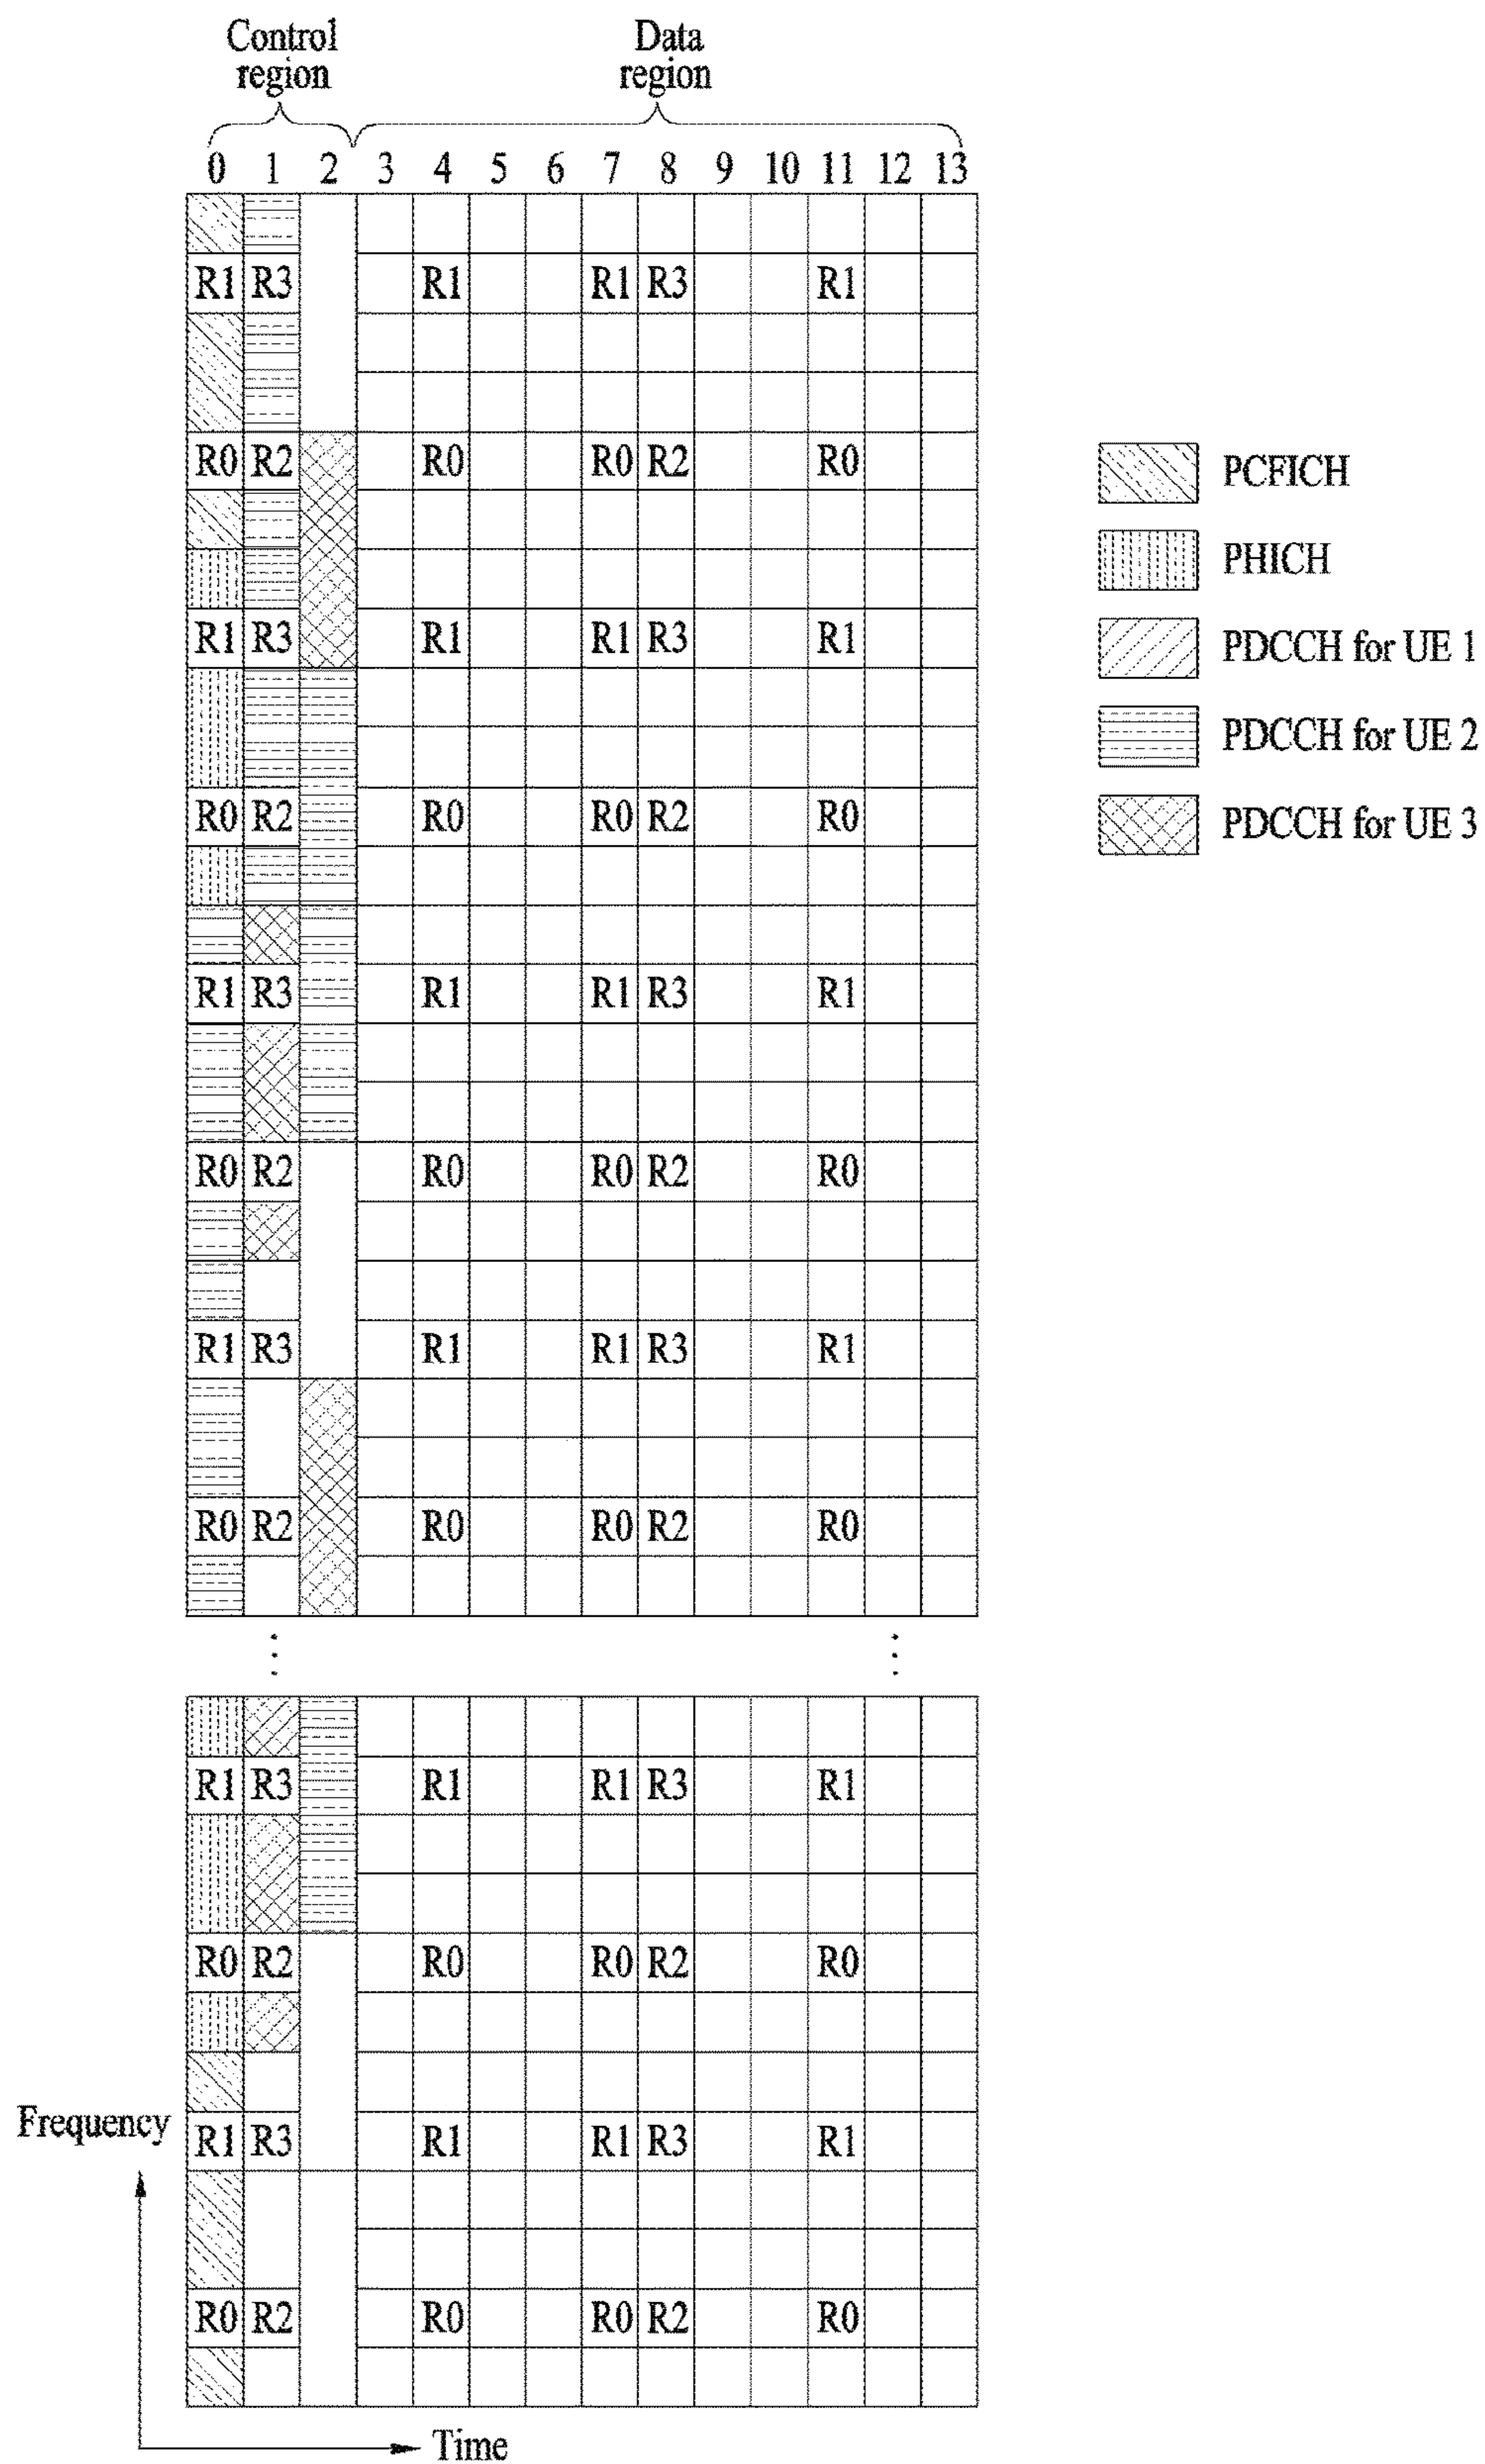 Control region
Data region
0 1 2 3 4 5 6 7 8 9 10 11 12 13
R1 R3 R1 R1 R3 R1
R0 R2 R0 R0 R2 R0
PCFICH
PHICH
R1 R3 R1 R1 R3 R1
PDCCH for UE 1
PDCCH for UE 2
R0 R2 R0 R0 R2 R0
PDCCH for UE 3
R1 R3 R1 R1 R3 R1
R0 R2 R0 R0 R2 R0
R1 R3 R1 R1 R3 R1
R0 R2 R0 R0 R2 R0
R1 R3 R1 R1 R3 R1
R0 R2 R0 R0 R2 R0
Frequency
R1 R3 R1 R1 R3 R1
R0 R2 R0 R0 R2 R0
Time